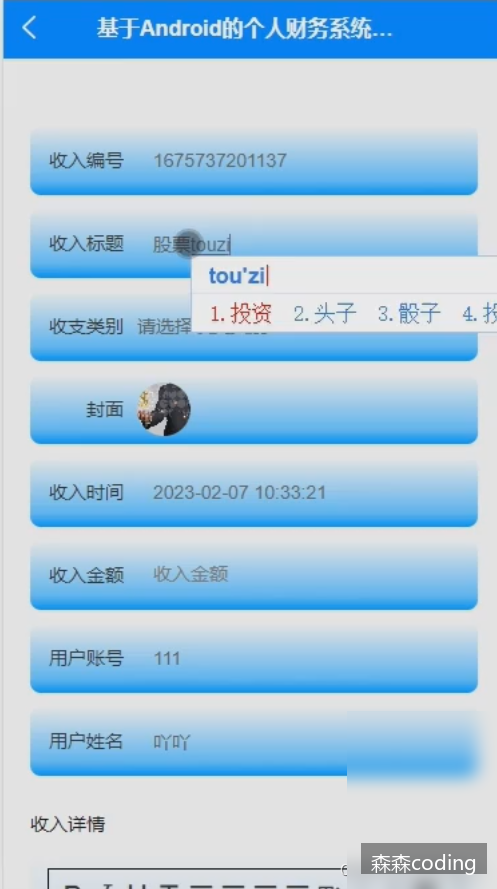 基于Android的个人财务系统...
收入编号 1675737201137
收入标题 股票touzi
tou'zi
1.投资 2.头子 3.骰子 4.投
收支类别 请选择
封面
收入时间 2023-02-07 10:33:21
收入金额 收入金额
用户账号 111
用户姓名 吖吖
收入详情
森森coding